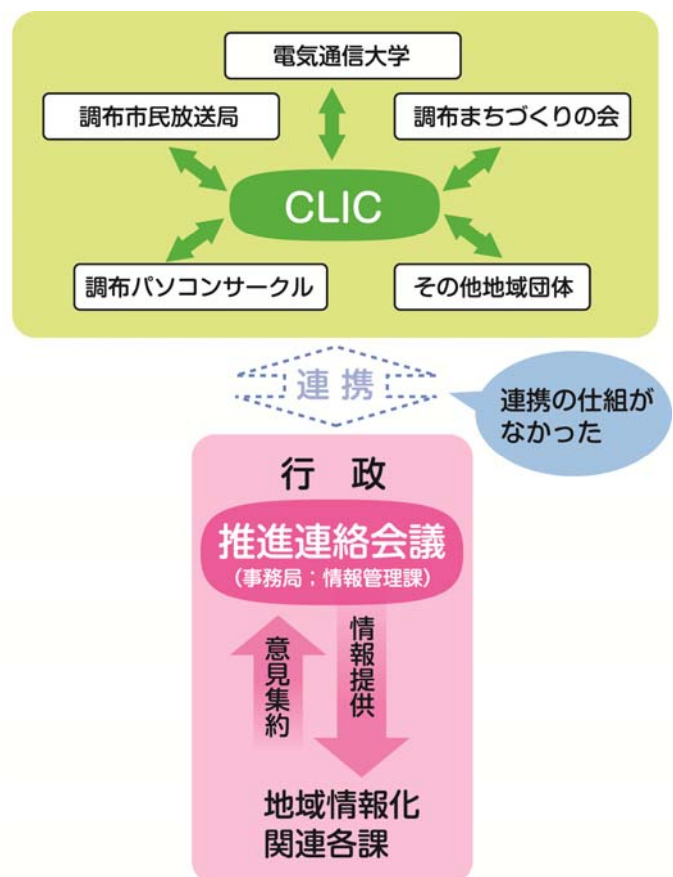 電気通信大学
調布市民放送局
調布まちづくりの会
CLIC
調布パソコンサークル
その他地域団体
連携
連携の仕組が
なかった
行 政
推進連絡会議
(事務局;情報管理課)
意見集約
情報提供
地域情報化
関連各課